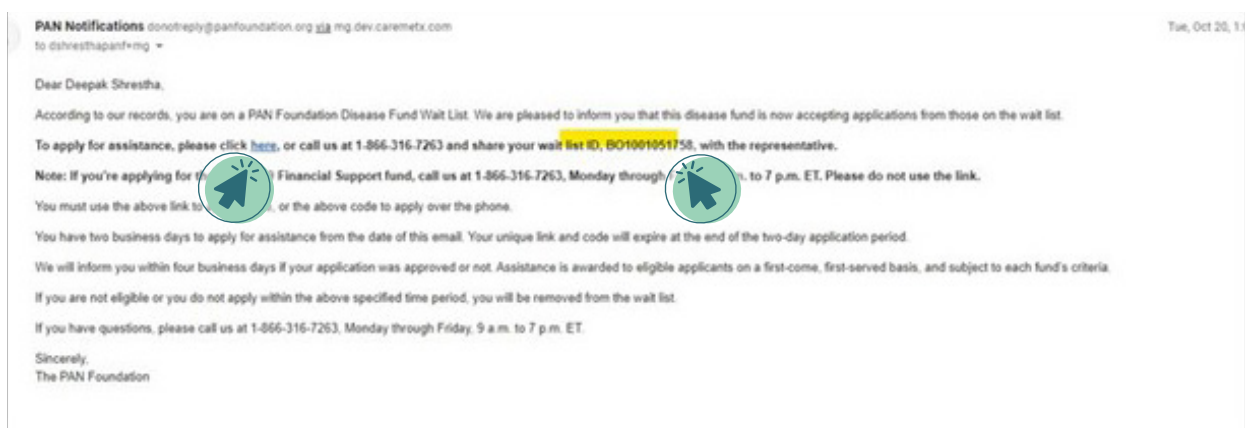 PAN Notifications donotreply@panfoundation.org via mg.dev.caremetx.com
Tue, Oct 20,
to dshresthapanf+mg
Dear Deepak Shrestha,
According to our records, you are on a PAN Foundation Disease Fund Wait List. We are pleased to inform you that this disease fund is now accepting applications from those on the wait list.
To apply for assistance, please click here, or call us at 1-866-316-7263 and share your wait list ID, BO1001051758, with the representative.
Note: If you're applying for Financial Support fund, call us at 1-866-316-7263, Monday through to 7 p.m. ET. Please do not use the link.
You must use the above link to , or the above code to apply over the phone.
You have two business days to apply for assistance from the date of this email. Your unique link and code will expire at the end of the two-day application period.
We will inform you within four business days if your application was approved or not. Assistance is awarded to eligible applicants on a first-come, first-served basis, and subject to each fund's criteria.
If you are not eligible or you do not apply within the above specified time period, you will be removed from the wait list.
If you have questions, please call us at 1-866-316-7263, Monday through Friday, 9 a.m. to 7 p.m. ET.
Sincerely,
The PAN Foundation